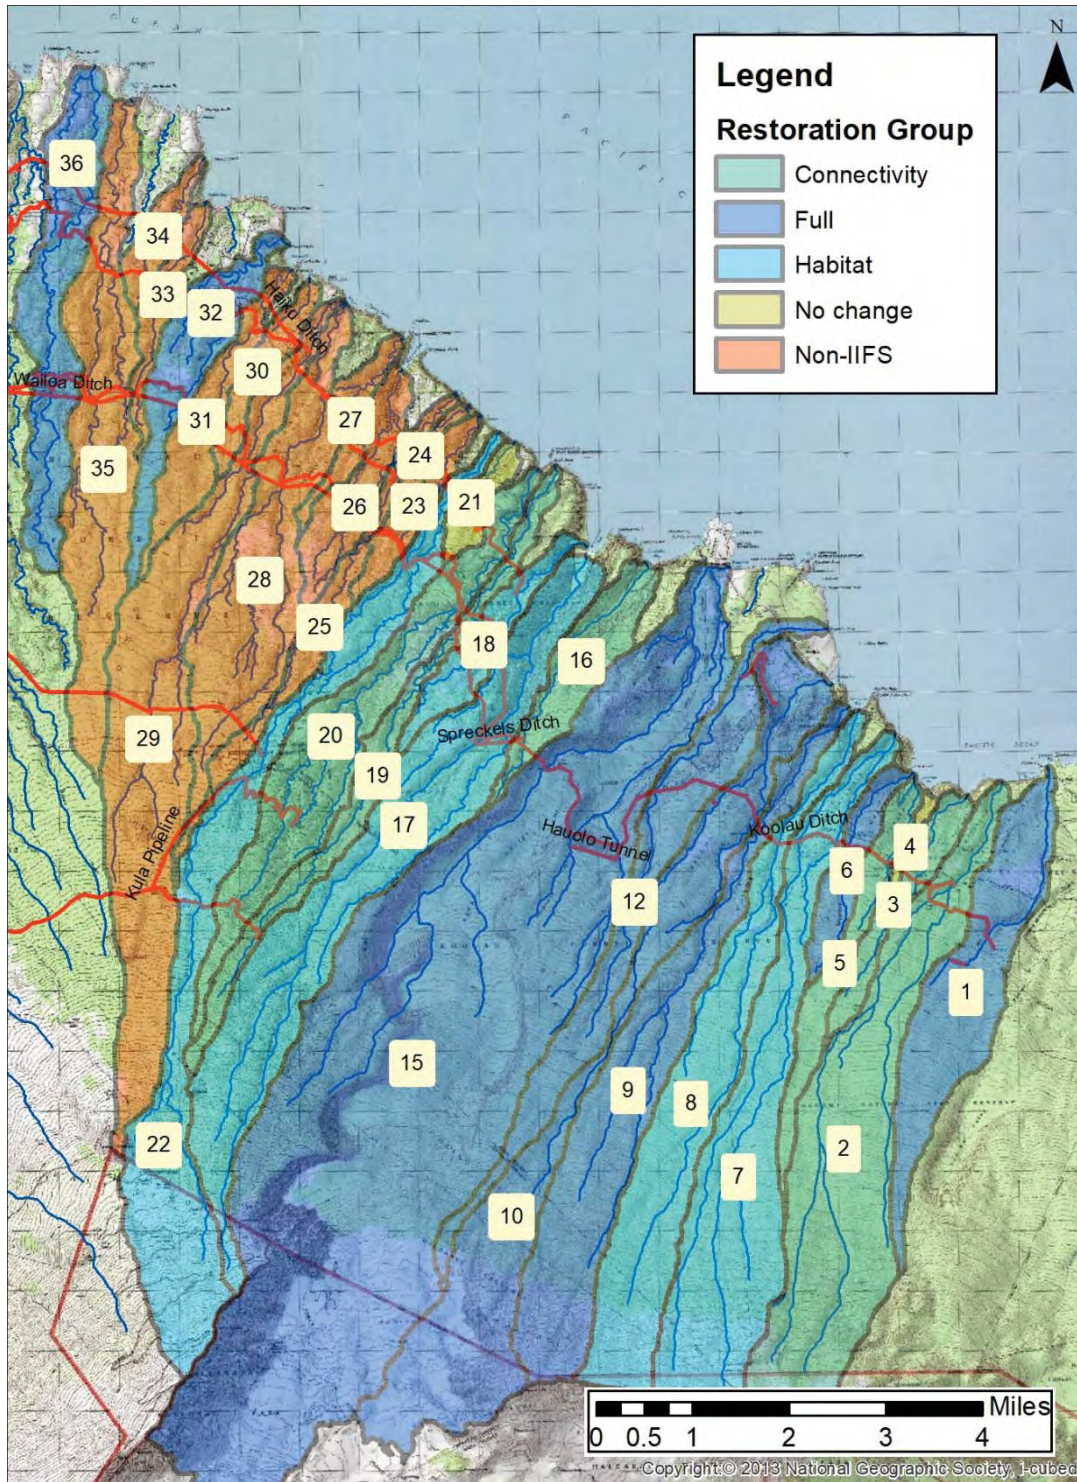 N
Legend
Restoration Group
Connectivity
Full
Habitat
No change
Non-IIFS
36
34
33
32
Haiku Ditch
30
Wailoa Ditch
31
27
24
35
26
23
21
28
25
18
16
20
Spreckels Ditch
29
19
17
Kula Pipeline
Hauolo Tunnel
Koolau Ditch
4
6
12
3
5
1
15
9
8
22
2
7
10
Miles
0 0.5 1 2 3 4
Copyright:© 2013 National Geographic Society, i-cubed